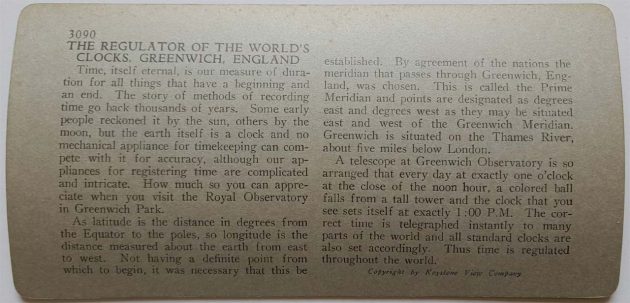 3090
THE REGULATOR OF THE WORLD'S
CLOCKS, GREENWICH, ENGLAND
Time, itself eternal, is our measure of dura-
tion for all things that have a beginning and
an end. The story of methods of recording
time go back thousands of years. Some early
people reckoned it by the sun, others by the
moon, but the earth itself is a clock and no
mechanical appliance for timekeeping can com-
pete with it for accuracy, although our ap-
pliances for registering time are complicated
and intricate. How much so you can appre-
ciate when you visit the Royal Observatory
in Greenwich Park.
As latitude is the distance in degrees from
the Equator to the poles, so longitude is the
distance measured about the earth from east
to west. Not having a definite point from
which to begin, it was necessary that this be
established. By agreement of the nations the
meridian that passes through Greenwich, Eng-
land, was chosen. This is called the Prime
Meridian and points are designated as degrees
east and degrees west as they may be situated
east and west of the Greenwich Meridian.
Greenwich is situated on the Thames River,
about five miles below London.
A telescope at Greenwich Observatory is so
arranged that every day at exactly one o'clock
at the close of the noon hour, a colored ball
falls from a tall tower and the clock that you
see sets itself at exactly 1:00 P.M. The cor-
rect time is telegraphed instantly to many
parts of the world and all standard clocks are
also set accordingly. Thus time is regulated
throughout the world.
Copyright by Keystone View Company